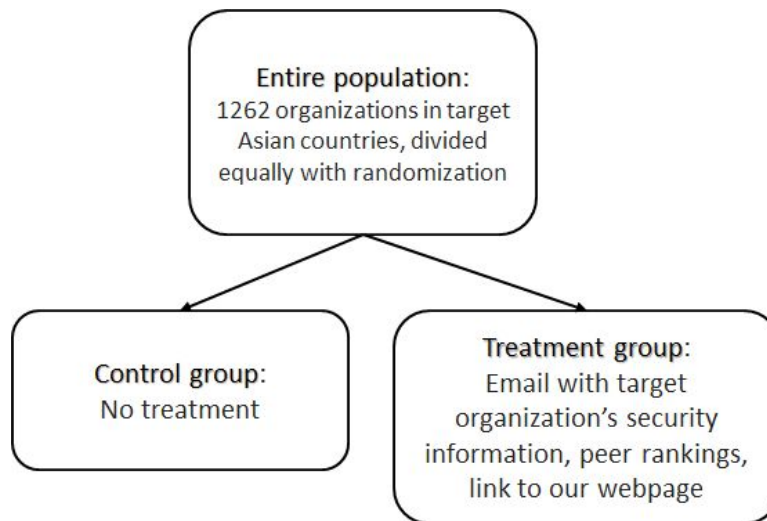 Entire population:
1262 organizations in target
Asian countries, divided
equally with randomization
Control group:
No treatment
Treatment group:
Email with target
organization’s security
information, peer rankings,
link to our webpage